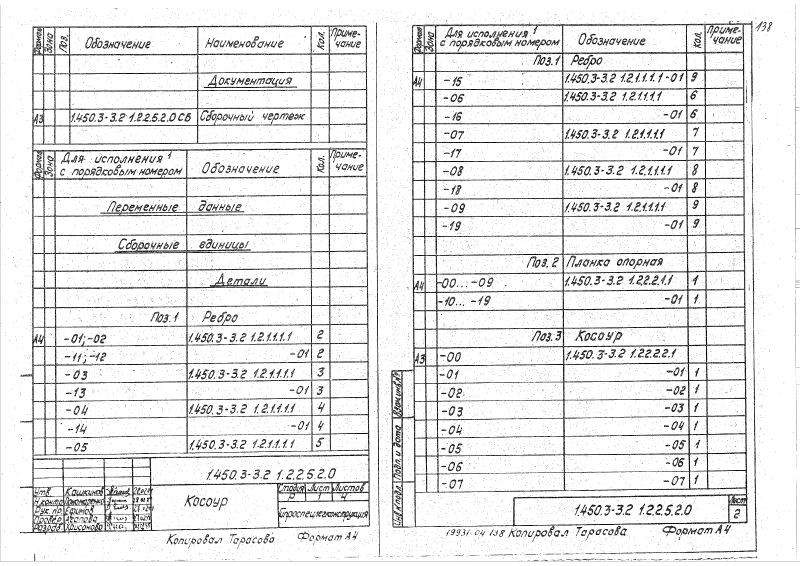 Формат Зона Поз. Обозначение Наименование Кол. Примечание
Документация
А3 1.450.3-3.2 1.2.2.5.2.0 СБ Сборочный чертеж
Формат Зона Для исполнения 1 с порядковым номером Обозначение Кол. Примечание
Переменные данные
Сборочные единицы
Детали
Поз.1 Ребро
А4 -01;-02 1.450.3-3.2 1.2.1.1.1.1 2
-11;-12 -01 2
-03 1.450.3-3.2 1.2.1.1.1.1 3
-13 -01 3
-04 1.450.3-3.2 1.2.1.1.1.1 4
-14 -01 4
-05 1.450.3-3.2 1.2.1.1.1.1 5
1.450.3-3.2 1.2.2.5.2.0
Утв. Кашкинов
Н.контр.
Рук. пр. Ефимов
Провер. Агапова
Разраб. Хрисанова
Косоур
Стадия Лист Листов
Р 1 4
Копировал Тарасова Формат А4
138
Формат Зона Для исполнения 1 с порядковым номером Обозначение Кол. Примечание
Поз.1 Ребро
А4 -15 1.450.3-3.2 1.2.1.1.1.1-01 9
-06 1.450.3-3.2 1.2.1.1.1.1 6
-16 -01 6
-07 1.450.3-3.2 1.2.1.1.1.1 7
-17 -01 7
-08 1.450.3-3.2 1.2.1.1.1.1 8
-18 -01 8
-09 1.450.3-3.2 1.2.1.1.1.1 9
-19 -01 9
Поз.2 Планка опорная
А4 -00...-09 1.450.3-3.2 1.2.2.2.1.1 1
-10...-19 -01 1
Поз.3 Косоур
А3 -00 1.450.3-3.2 1.2.2.2.2.1
-01 -01 1
-02 -02 1
-03 -03 1
-04 -04 1
-05 -05 1
-06 -06 1
-07 -07 1
Инв.№ подл. Подп. и дата Взам.инв.№
1.450.3-3.2 1.2.2.5.2.0
Лист
2
19931-04 138 Копировал Тарасова Формат А4